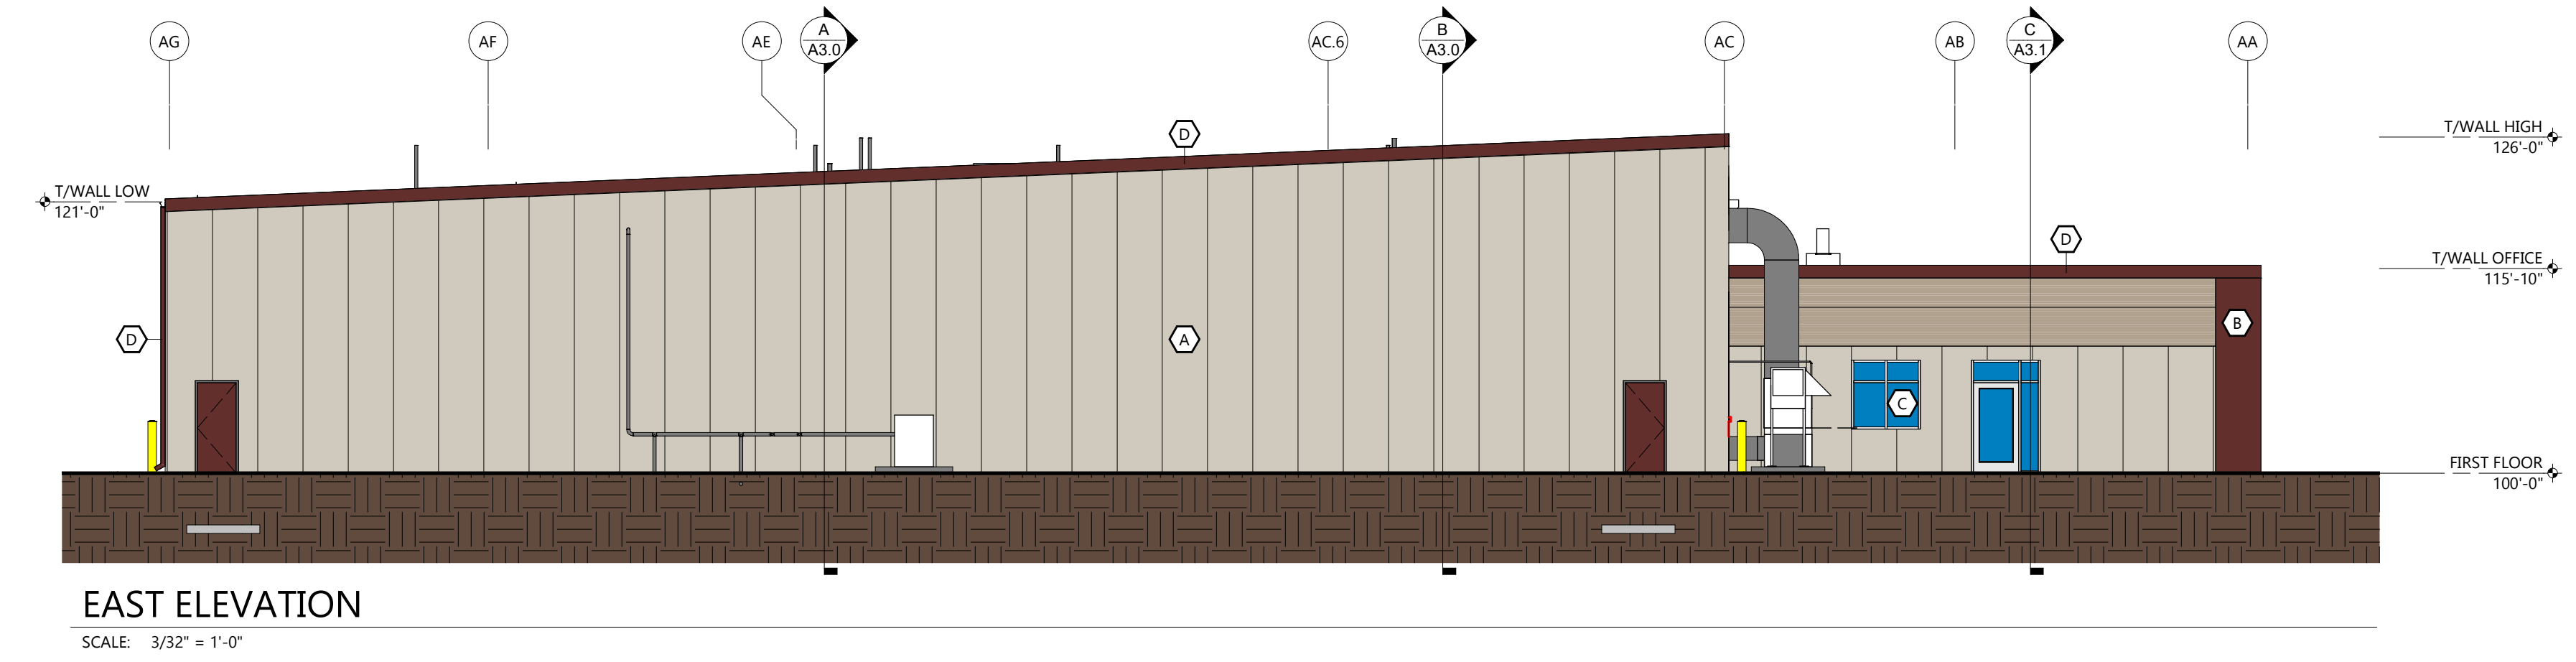 AG
AF
AE
A
A3.0
AC.6
B
A3.0
AC
AB
C
A3.1
AA
D
T/WALL HIGH
126'-0"
T/WALL LOW
121'-0"
D
T/WALL OFFICE
115'-10"
D
A
B
C
FIRST FLOOR
100'-0"
EAST ELEVATION
SCALE: 3/32" = 1'-0"